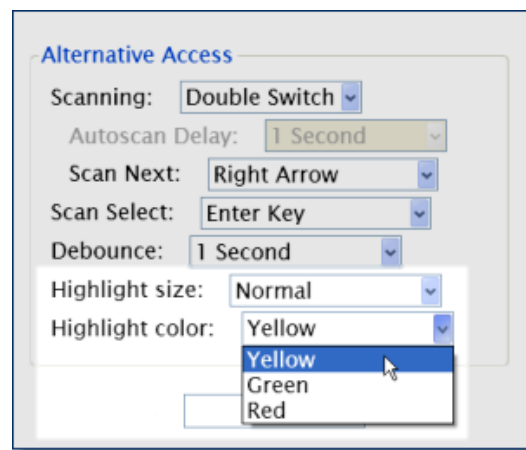 Alternative Access
Scanning: Double Switch
Autoscan Delay: 1 Second
Scan Next: Right Arrow
Scan Select: Enter Key
Debounce: 1 Second
Highlight size: Normal
Highlight color: Yellow
Yellow
Green
Red